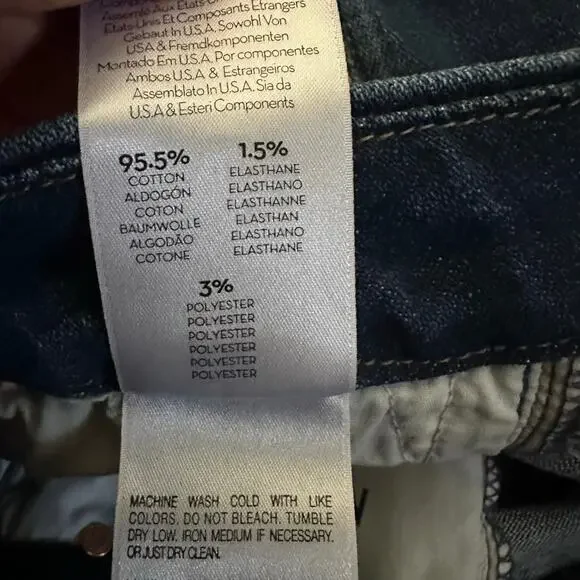 Assemblé Aux États
États Unis Et Composants Étrangers
Gebaut In U.S.A. Sowohl Von
USA & Fremdkomponenten
Montado Em U.S.A. Por componentes
Ambos U.S.A & Estrangeiros
Assemblato In U.S.A. Sia da
U.S.A & Esteri Components
95.5%
COTTON
ALDOGÓN
COTON
BAUMWOLLE
ALGODÃO
COTONE
1.5%
ELASTHANE
ELASTHANO
ELASTHANNE
ELASTHAN
ELASTHANO
ELASTHANE
3%
POLYESTER
POLYESTER
POLYESTER
POLYESTER
POLYESTER
POLYESTER
MACHINE WASH COLD WITH LIKE
COLORS. DO NOT BLEACH. TUMBLE
DRY LOW. IRON MEDIUM IF NECESSARY.
OR JUST DRY CLEAN.